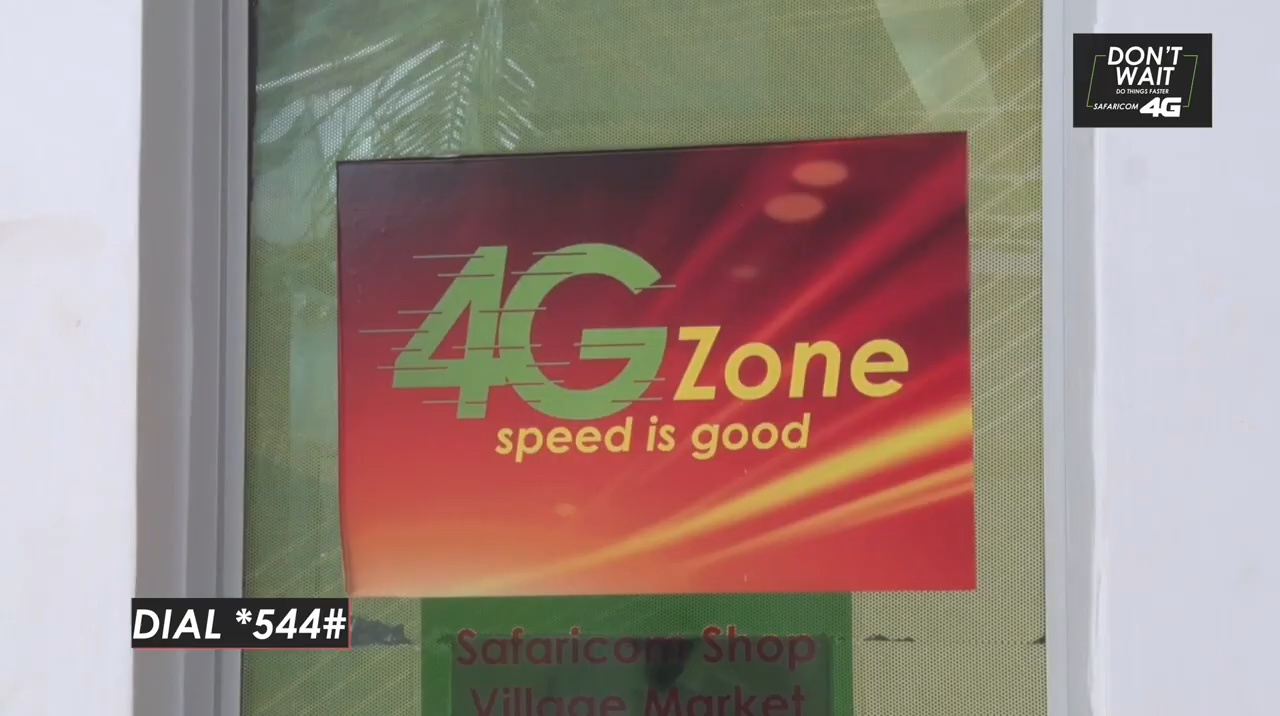 DON'T
WAIT
DO THINGS FASTER
SAFARICOM 4G
4G Zone
speed is good
DIAL *544#
Safaricom Shop
Village Market